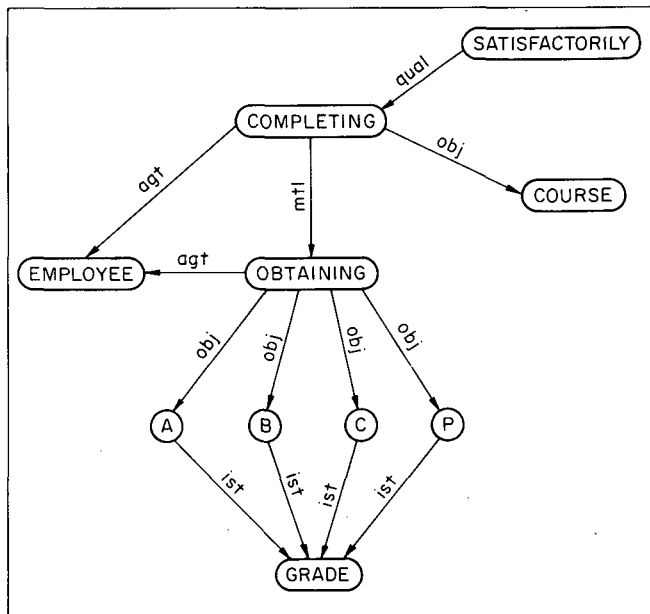 SATISFACTORILY
qual
COMPLETING
agt
mtl
obj
COURSE
EMPLOYEE
agt
OBTAINING
obj
obj
obj
obj
A
B
C
P
ist
ist
ist
ist
GRADE